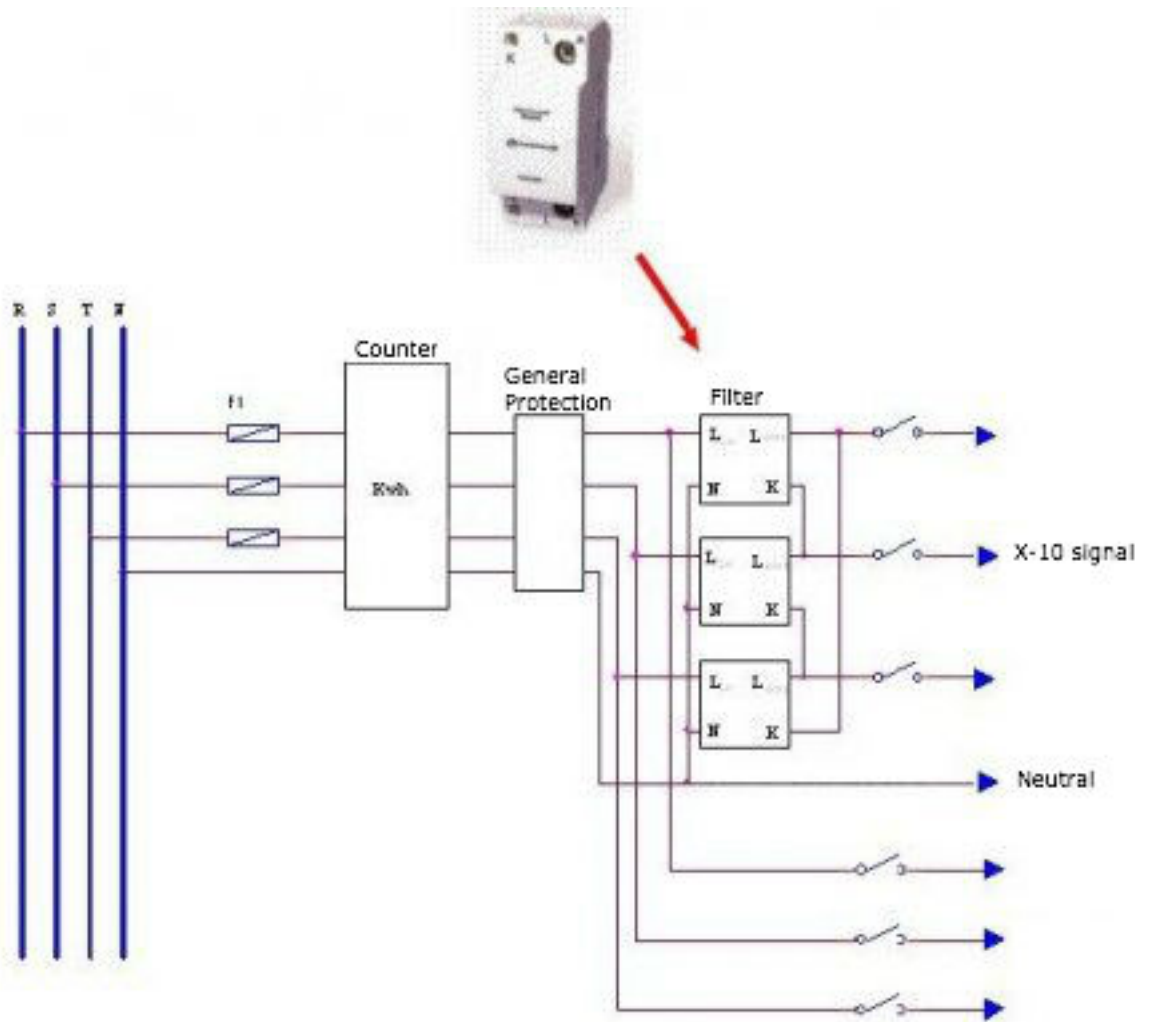 R S T N
Counter
General
Protection
Filter
F1
Kwh
L L
N K
L L
N K
L L
N K
X-10 signal
Neutral